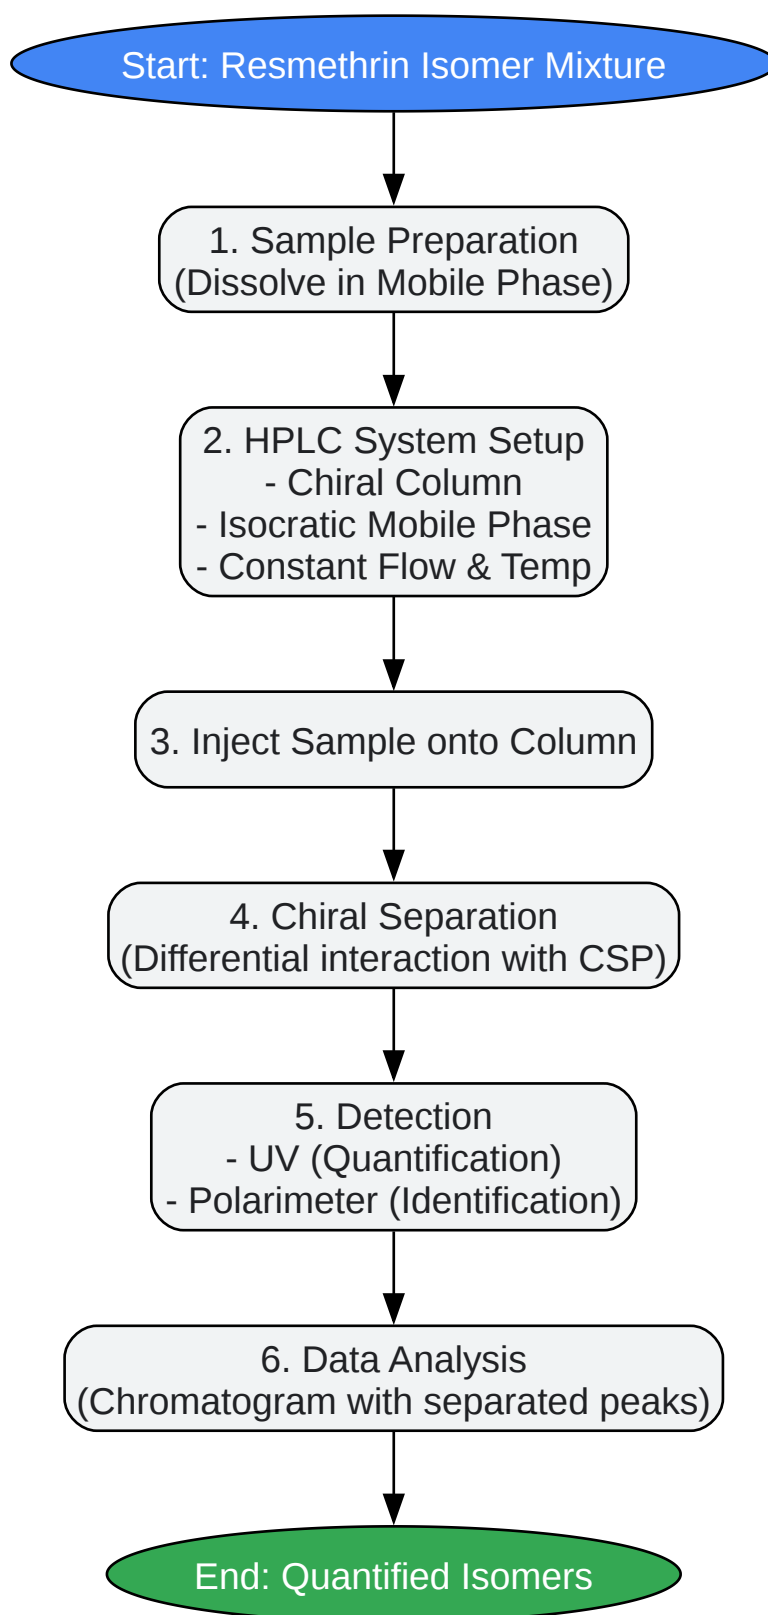 Start: Resmethrin Isomer Mixture
1. Sample Preparation
(Dissolve in Mobile Phase)
2. HPLC System Setup
- Chiral Column
- Isocratic Mobile Phase
- Constant Flow & Temp
3. Inject Sample onto Column
4. Chiral Separation
(Differential interaction with CSP)
5. Detection
- UV (Quantification)
- Polarimeter (Identification)
6. Data Analysis
(Chromatogram with separated peaks)
End: Quantified Isomers